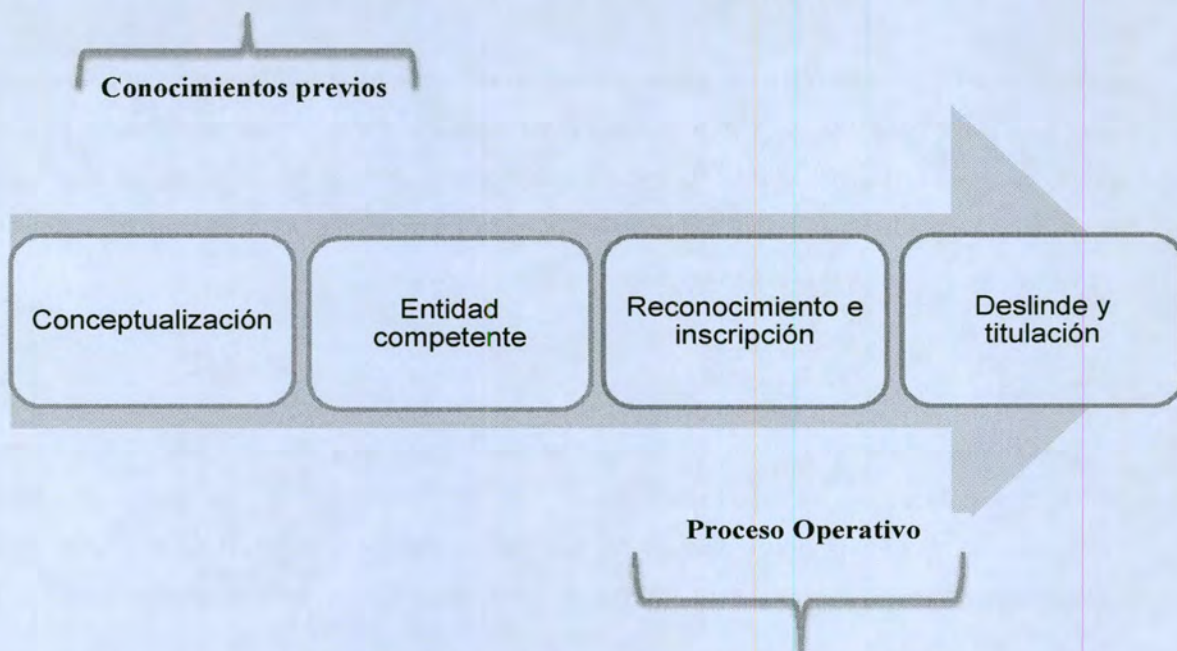 Conocimientos previos
Conceptualización
Entidad
competente
Reconocimiento e
inscripción
Deslinde y
titulación
Proceso Operativo